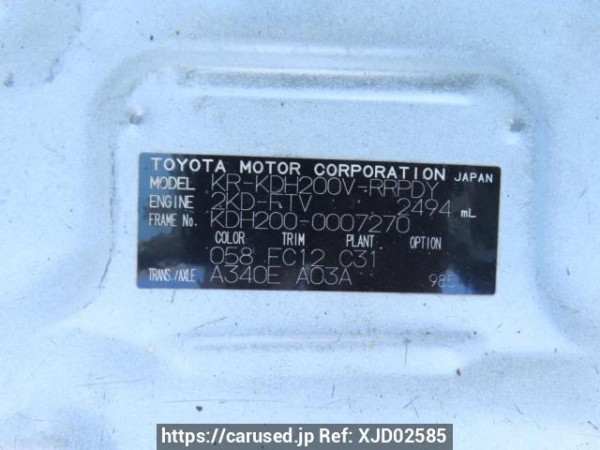 TOYOTA MOTOR CORPORATION JAPAN
MODEL KR-KDH200V-RRPDY
ENGINE 2KD-FTV 2494 mL
FRAME No. KDH200-0007270
COLOR TRIM PLANT OPTION
058 FC12 C31
TRANS./AXLE A340E A03A 985
https://carused.jp Ref: XJD02585